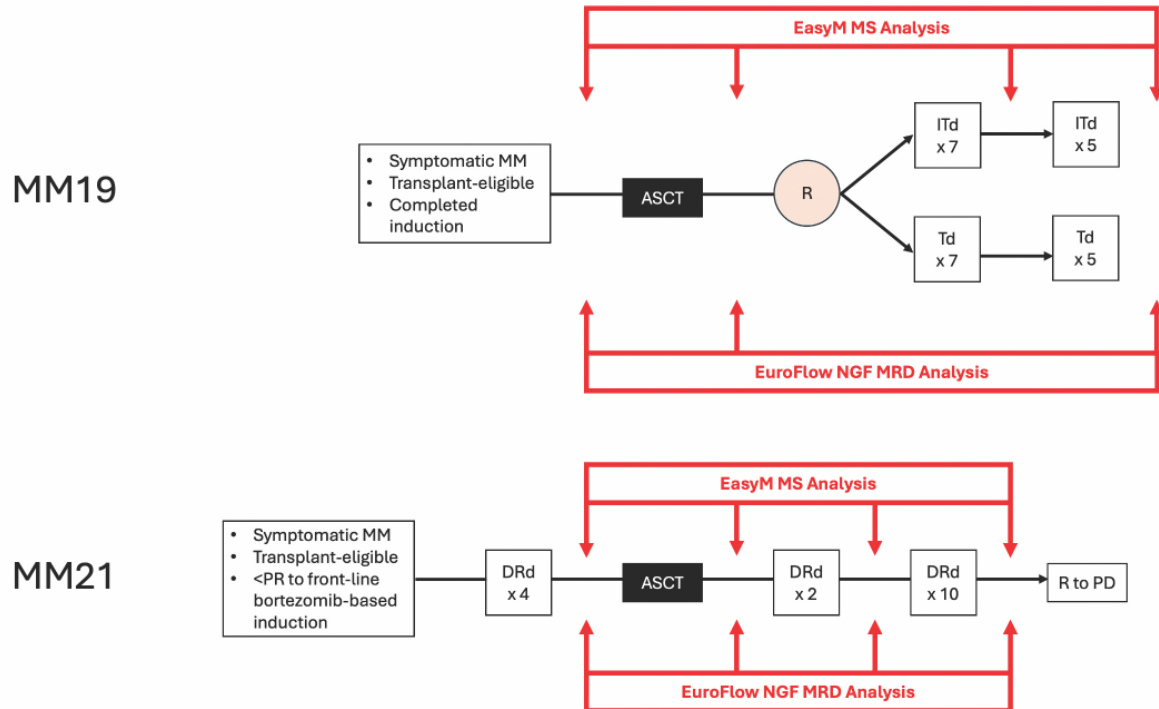 EasyM MS Analysis
MM19
• Symptomatic MM
• Transplant-eligible
• Completed
induction
ASCT
R
ITd
x 7
ITd
x 5
Td
x 7
Td
x 5
EuroFlow NGF MRD Analysis
EasyM MS Analysis
MM21
• Symptomatic MM
• Transplant-eligible
• <PR to front-line
bortezomib-based
induction
DRd
x 4
ASCT
DRd
x 2
DRd
x 10
R to PD
EuroFlow NGF MRD Analysis